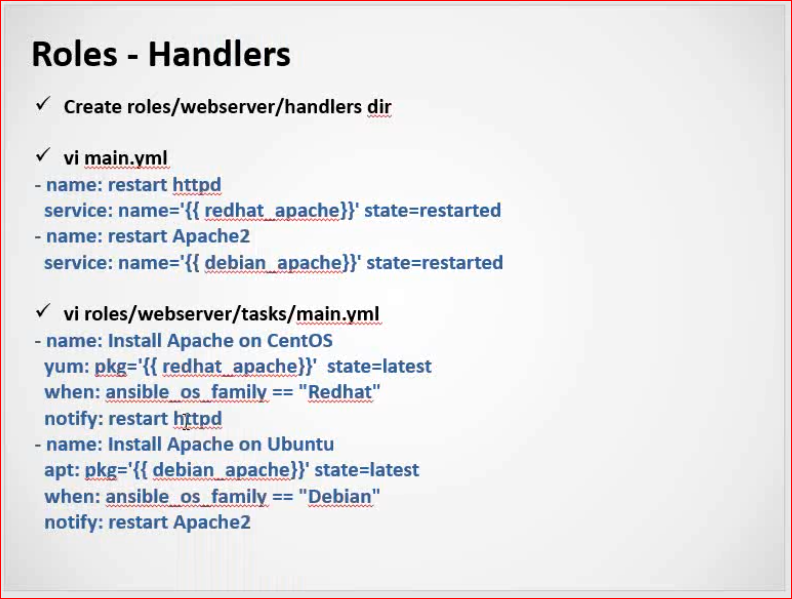 Roles - Handlers
✓ Create roles/webserver/handlers dir
✓ vi main.yml
- name: restart httpd
service: name='{{ redhat_apache}}' state=restarted
- name: restart Apache2
service: name='{{ debian_apache}}' state=restarted
✓ vi roles/webserver/tasks/main.yml
- name: Install Apache on CentOS
yum: pkg='{{ redhat_apache}}' state=latest
when: ansible_os_family == "Redhat"
notify: restart httpd
- name: Install Apache on Ubuntu
apt: pkg='{{ debian_apache}}' state=latest
when: ansible_os_family == "Debian"
notify: restart Apache2